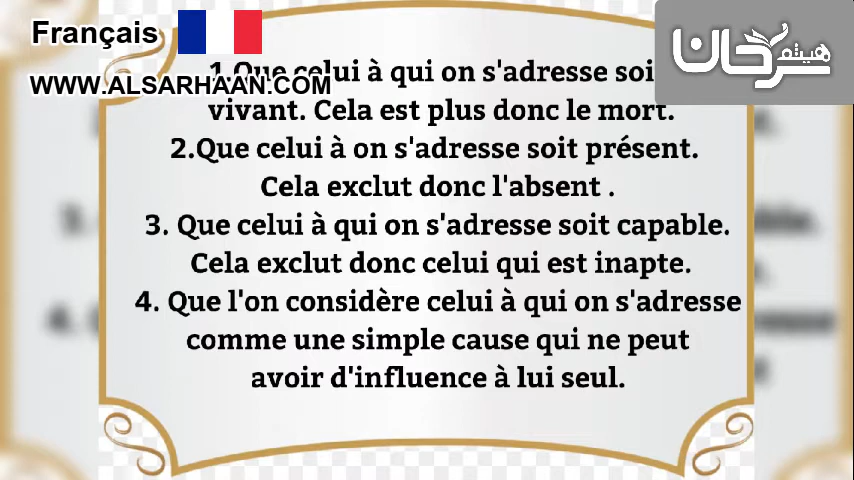 Français
WWW.ALSARHAAN.COM
هيثم
سرحان
1.Que celui à qui on s'adresse soi
vivant. Cela est plus donc le mort.
2.Que celui à on s'adresse soit présent.
Cela exclut donc l'absent .
3. Que celui à qui on s'adresse soit capable.
Cela exclut donc celui qui est inapte.
4. Que l'on considère celui à qui on s'adresse
comme une simple cause qui ne peut
avoir d'influence à lui seul.